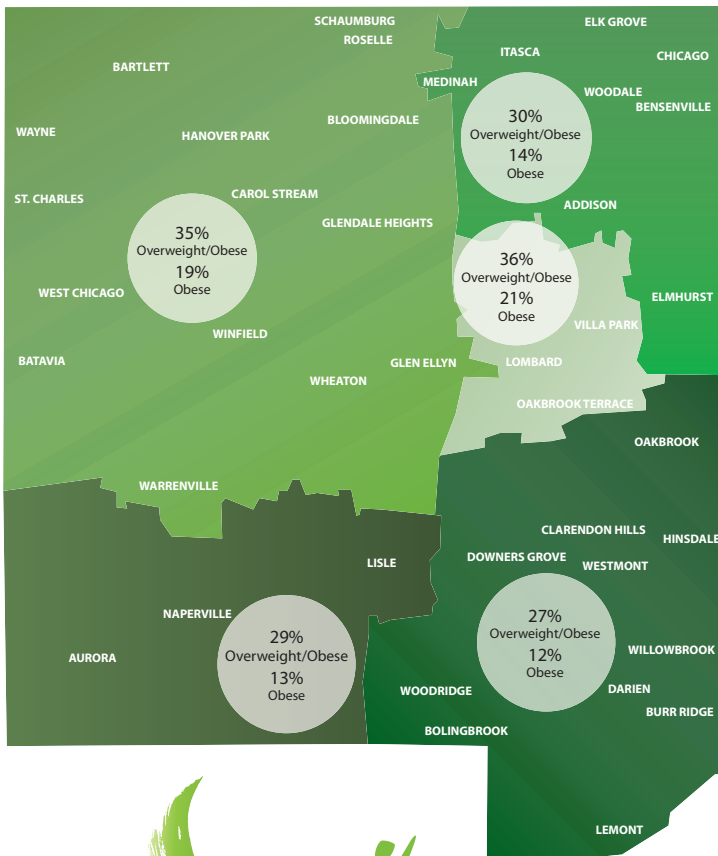 SCHAUMBURG
ELK GROVE
ROSELLE
ITASCA
CHICAGO
BARTLETT
MEDINAH
WOODALE
BENSENVILLE
30%
Overweight/Obese
14%
Obese
BLOOMINGDALE
WAYNE
HANOVER PARK
CAROL STREAM
ST. CHARLES
ADDISON
GLENDALE HEIGHTS
35%
Overweight/Obese
19%
Obese
36%
Overweight/Obese
21%
Obese
WEST CHICAGO
ELMHURST
WINFIELD
VILLA PARK
BATAVIA
GLEN ELLYN
LOMBARD
WHEATON
OAKBROOK TERRACE
OAKBROOK
WARRENVILLE
CLARENDON HILLS
HINSDALE
LISLE
DOWNERS GROVE
WESTMONT
NAPERVILLE
27%
Overweight/Obese
12%
Obese
29%
Overweight/Obese
13%
Obese
AURORA
WILLOWBROOK
WOODRIDGE
DARIEN
BURR RIDGE
BOLINGBROOK
LEMONT